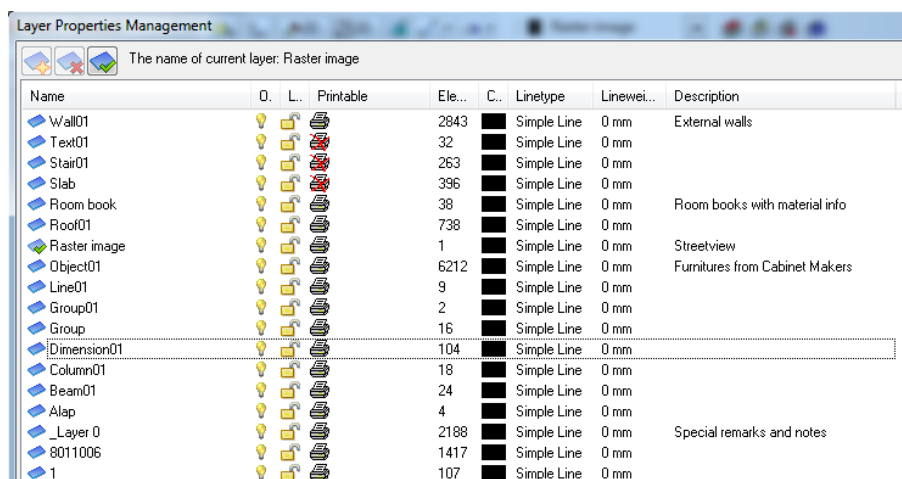 Layer Properties Management
The name of current layer: Raster image
Name O. L.. Printable Ele... C.. Linetype Linewei... Description
Wall01 2843 Simple Line 0 mm External walls
Text01 32 Simple Line 0 mm
Stair01 263 Simple Line 0 mm
Slab 396 Simple Line 0 mm
Room book 38 Simple Line 0 mm Room books with material info
Roof01 738 Simple Line 0 mm
Raster image 1 Simple Line 0 mm Streetview
Object01 6212 Simple Line 0 mm Furnitures from Cabinet Makers
Line01 9 Simple Line 0 mm
Group01 2 Simple Line 0 mm
Group 16 Simple Line 0 mm
Dimension01 104 Simple Line 0 mm
Column01 18 Simple Line 0 mm
Beam01 24 Simple Line 0 mm
Alap 4 Simple Line 0 mm
_Layer 0 2188 Simple Line 0 mm Special remarks and notes
8011006 1417 Simple Line 0 mm
1 107 Simple Line 0 mm